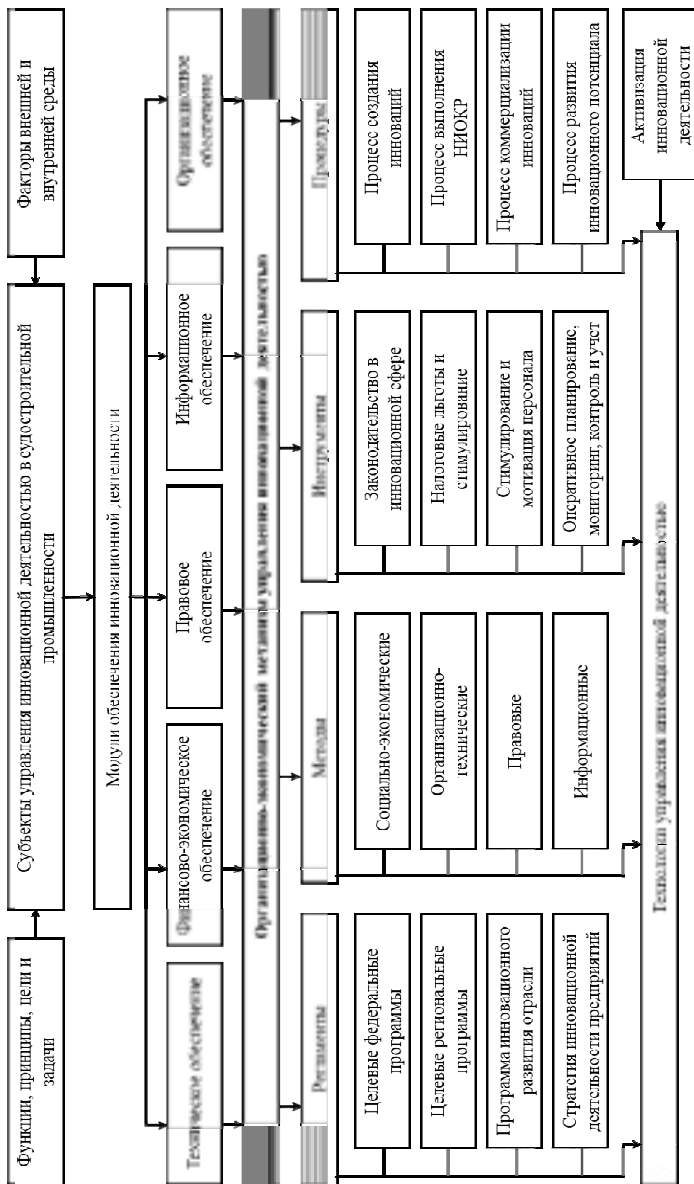 Функции, принципы, цели и
задачи
Субъекты управления инновационной деятельностью в судостроительной
промышленности
Факторы внешней и
внутренней среды
Модули обеспечения инновационной деятельности
Техническое обеспечение
Финансово-экономическое
обеспечение
Правовое
обеспечение
Информационное
обеспечение
Организационное
обеспечение
Организационно-экономический механизм управления инновационной деятельностью
Регламенты
Методы
Инструменты
Процедуры
Целевые федеральные
программы
Целевые региональные
программы
Программа инновационного
развития отрасли
Стратегия инновационной
деятельности предприятий
Социально-экономические
Организационно-
технические
Правовые
Информационные
Законодательство в
инновационной сфере
Налоговые льготы и
стимулирование
Стимулирование и
мотивация персонала
Оперативное планирование,
мониторинг, контроль и учет
Процесс создания
инноваций
Процесс выполнения
НИОКР
Процесс коммерциализации
инноваций
Процесс развития
инновационного потенциала
Технологии управления инновационной деятельностью
Активизация
инновационной
деятельности